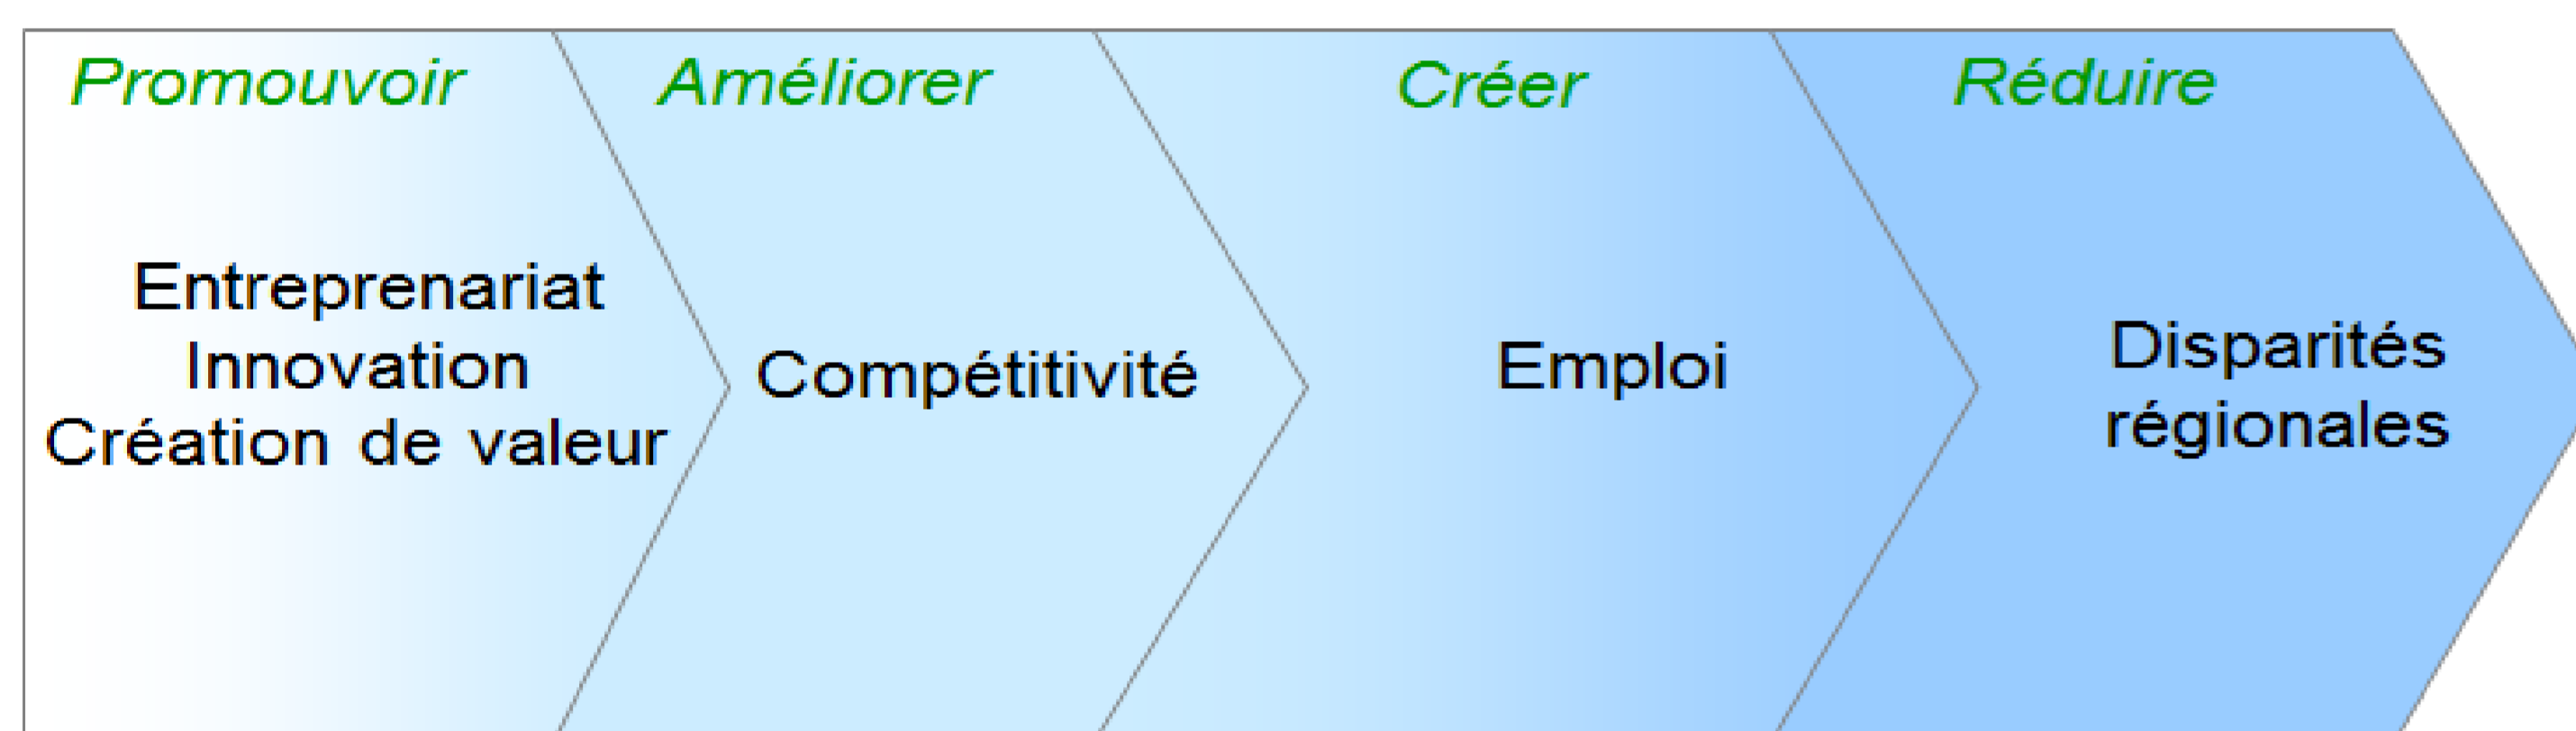 Promouvoir
Entreprenariat
Innovation
Création de valeur
Améliorer
Compétitivité
Créer
Emploi
Réduire
Disparités
régionales